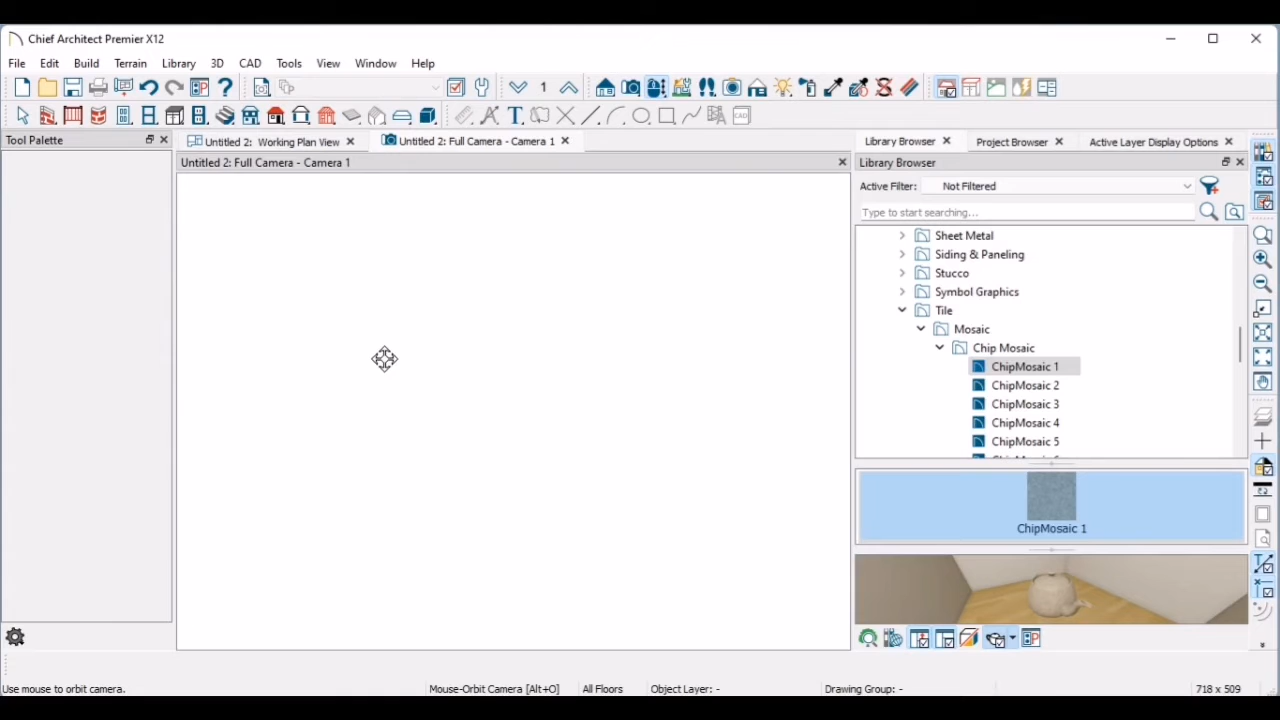 Chief Architect Premier X12
File Edit Build Terrain Library 3D CAD Tools View Window Help
1
Tool Palette
Untitled 2: Working Plan View
Untitled 2: Full Camera - Camera 1
Library Browser
Project Browser
Active Layer Display Options
Untitled 2: Full Camera - Camera 1
Library Browser
Active Filter: Not Filtered
Type to start searching...
Sheet Metal
Siding & Paneling
Stucco
Symbol Graphics
Tile
Mosaic
Chip Mosaic
ChipMosaic 1
ChipMosaic 2
ChipMosaic 3
ChipMosaic 4
ChipMosaic 5
ChipMosaic 1
Use mouse to orbit camera. Mouse-Orbit Camera [Alt+O] All Floors Object Layer: - Drawing Group: - 718 x 509